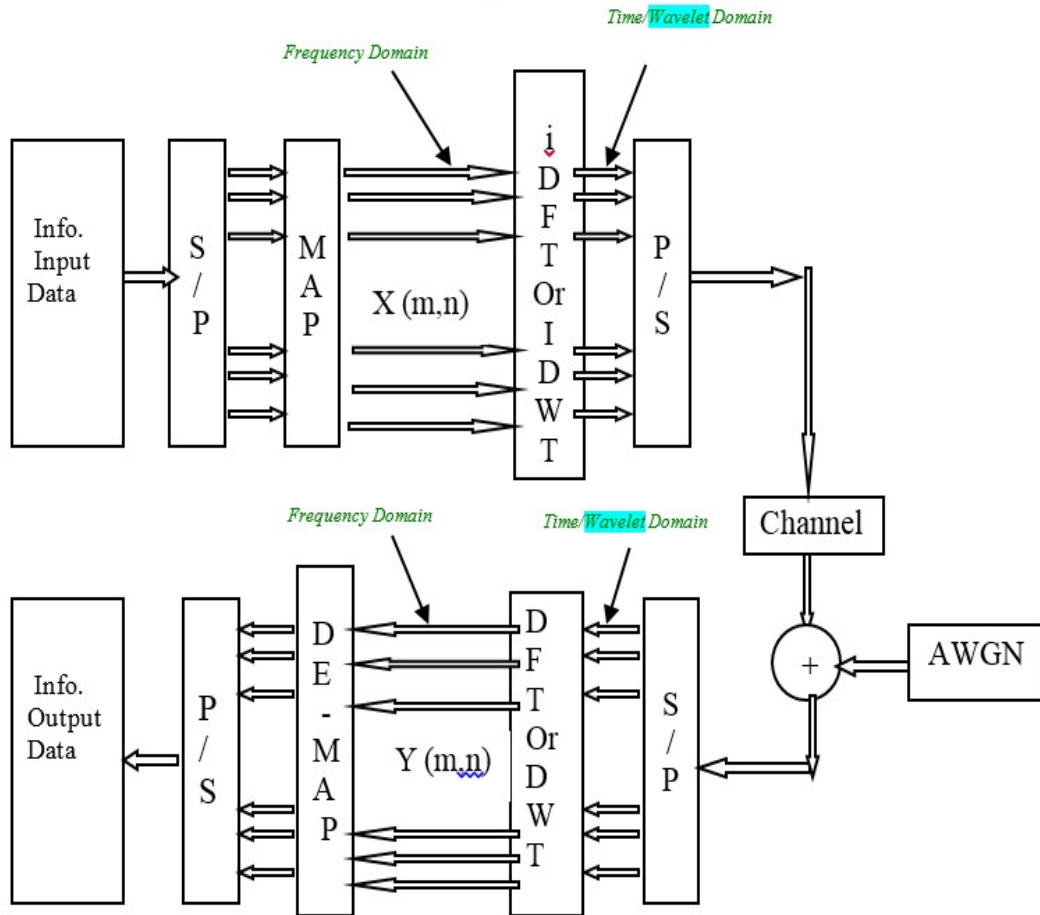 Time/Wavelet Domain
Frequency Domain
Info.
Input
Data
S
/
P
M
A
P
X (m,n)
i
D
F
T
Or
I
D
W
T
P
/
S
Channel
AWGN
+
Frequency Domain
Time/Wavelet Domain
Info.
Output
Data
P
/
S
D
E
-
M
A
P
Y (m,n)
D
F
T
Or
D
W
T
S
/
P